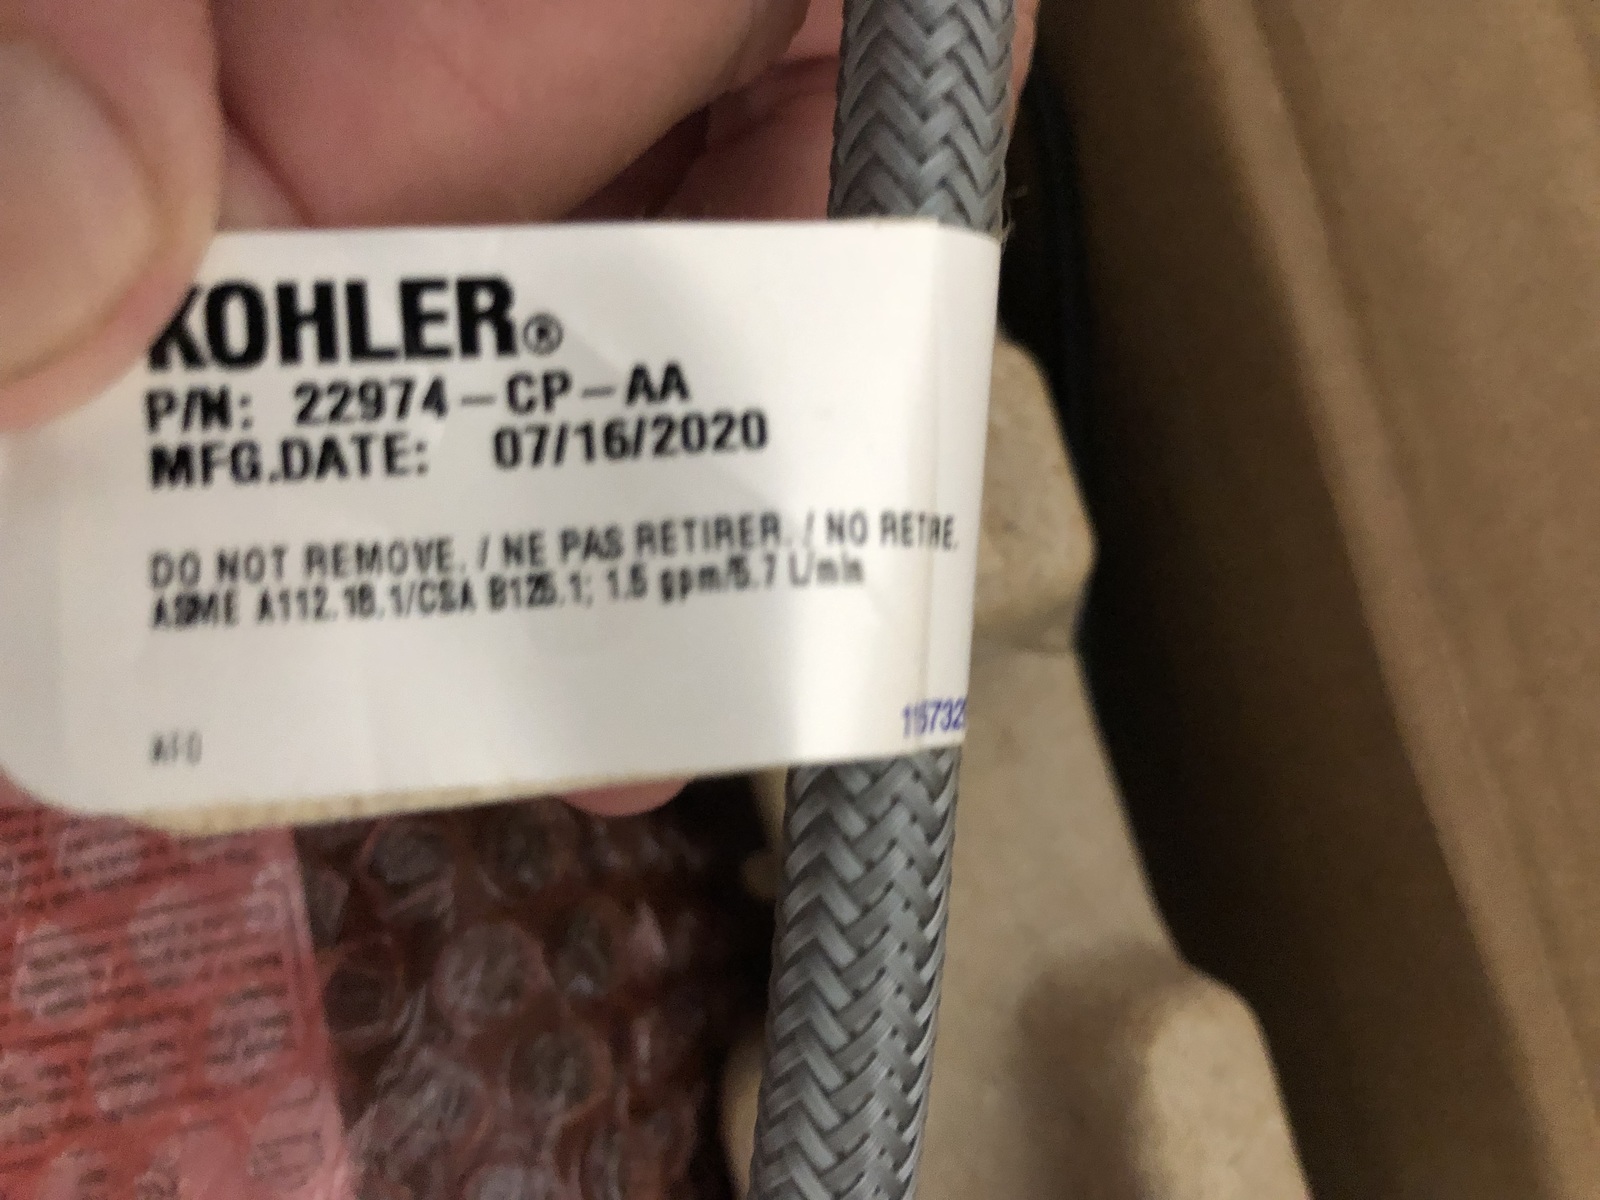 KOHLER®
P/N: 22974-CP-AA
MFG.DATE: 07/16/2020
DO NOT REMOVE. / NE PAS RETIRER. / NO RETIRE.
ASME A112.18.1/CSA B125.1; 1.5 gpm/5.7 L/min